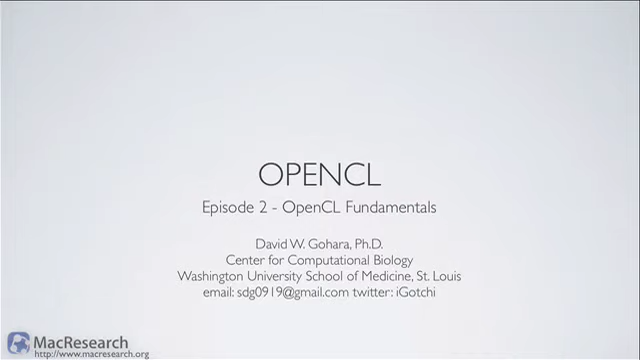 OPENCL
Episode 2 - OpenCL Fundamentals
David W. Gohara, Ph.D.
Center for Computational Biology
Washington University School of Medicine, St. Louis
email: sdg0919@gmail.com twitter: iGotchi
MacResearch
http://www.macresearch.org